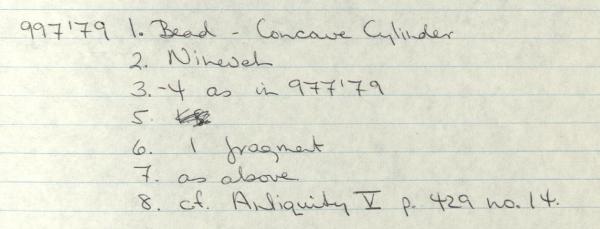 997'79 1. Bead - Concave Cylinder
2. Nineveh
3.-4 as in 977'79
5.
6. 1 fragment
7. as above
8. cf. Antiquity V p. 429 no. 14.